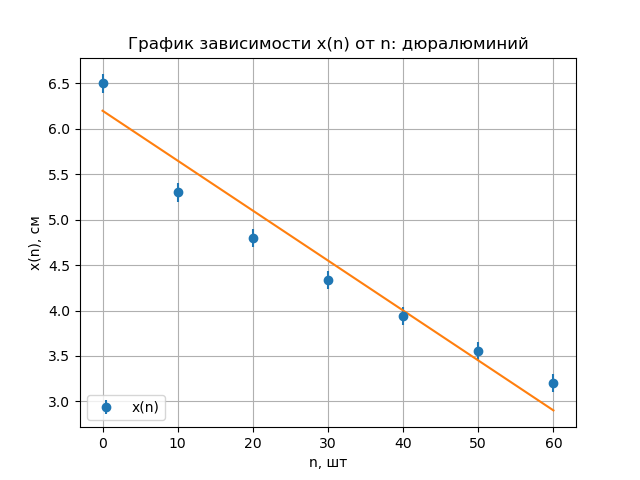 График зависимости x(n) от n: дюралюминий
x(n), см
6.5
6.0
5.5
5.0
4.5
4.0
3.5
3.0
x(n)
0 10 20 30 40 50 60
n, шт